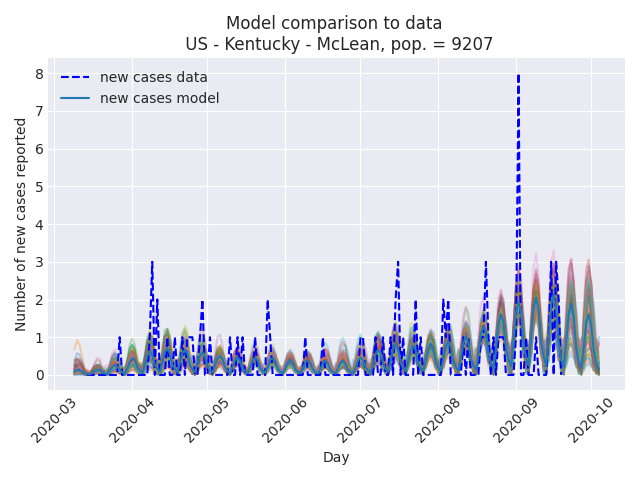 Model comparison to data
US - Kentucky - McLean, pop. = 9207
new cases data
new cases model
Number of new cases reported
8
7
6
5
4
3
2
1
0
2020-03
2020-04
2020-05
2020-06
2020-07
2020-08
2020-09
2020-10
Day